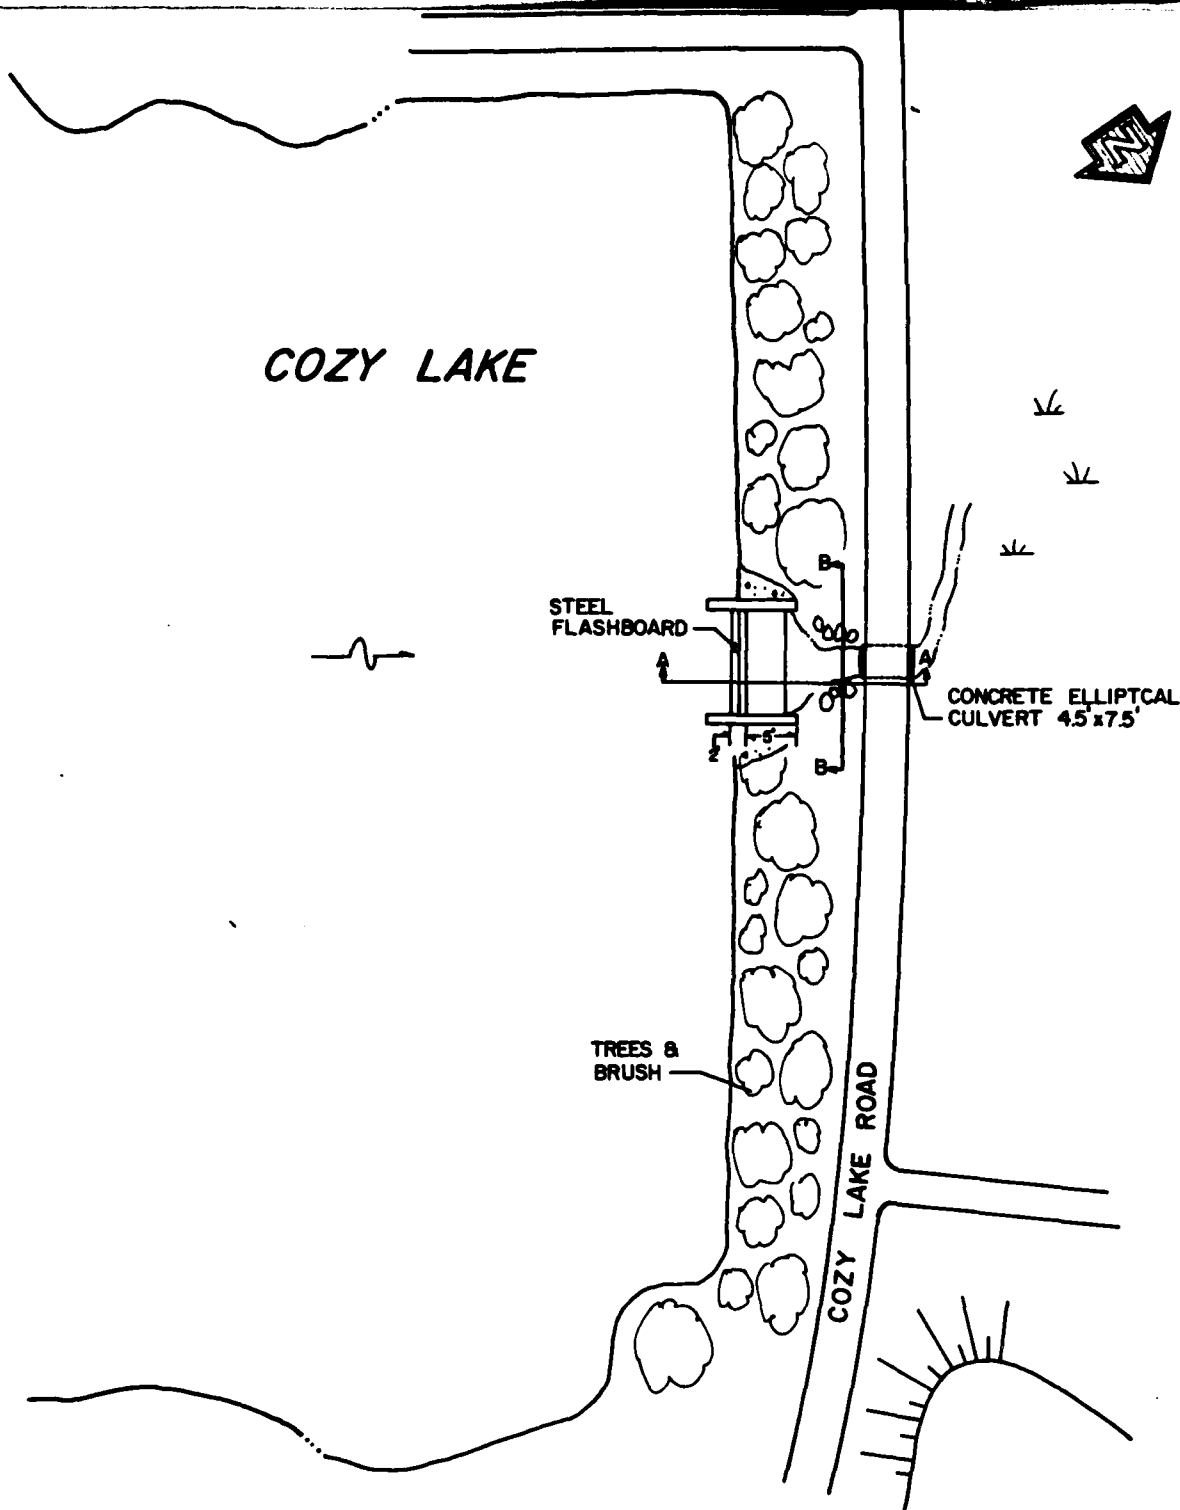 N
COZY LAKE
STEEL
FLASHBOARD
B
A
A
CONCRETE ELLIPTCAL
CULVERT 4.5'x7.5'
2'
5'
B
TREES &
BRUSH
COZY LAKE ROAD